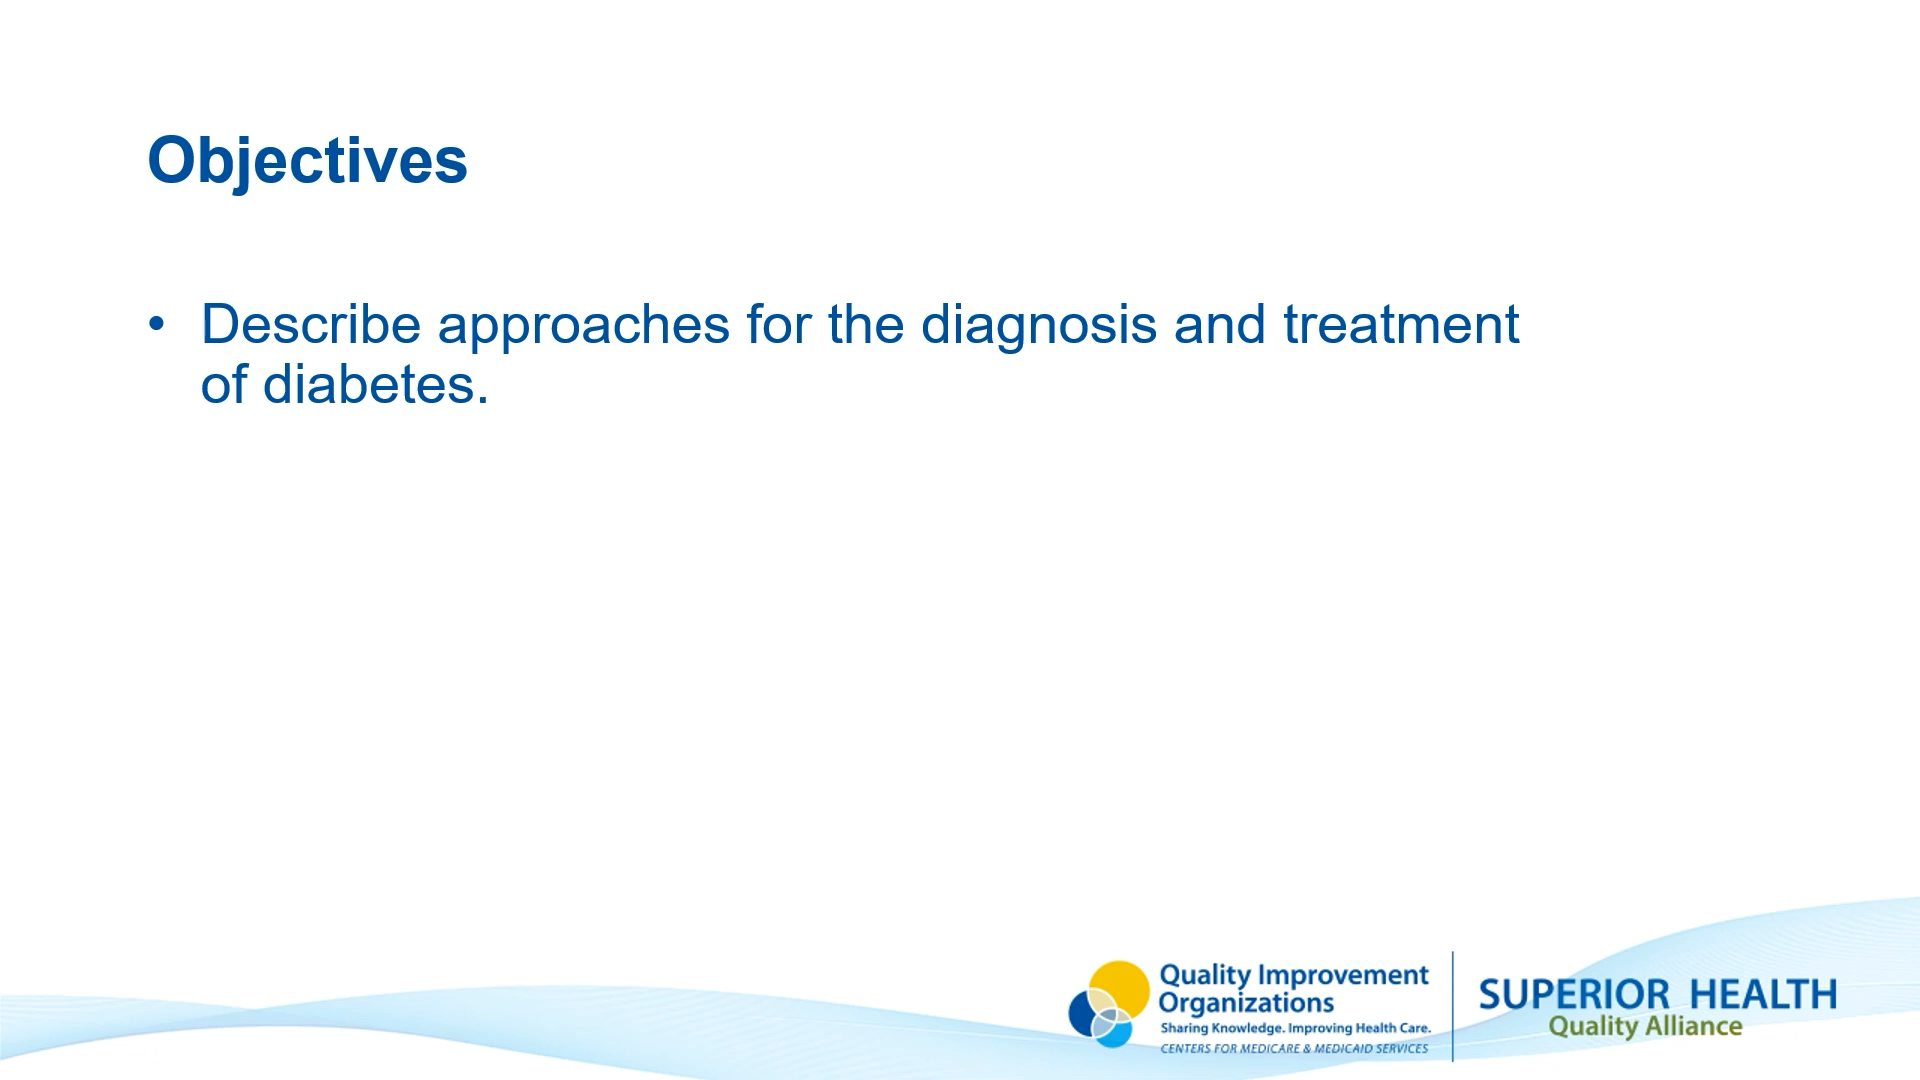 Objectives
• Describe approaches for the diagnosis and treatment
of diabetes.
Quality Improvement
Organizations
Sharing Knowledge. Improving Health Care.
CENTERS FOR MEDICARE & MEDICAID SERVICES
SUPERIOR HEALTH
Quality Alliance